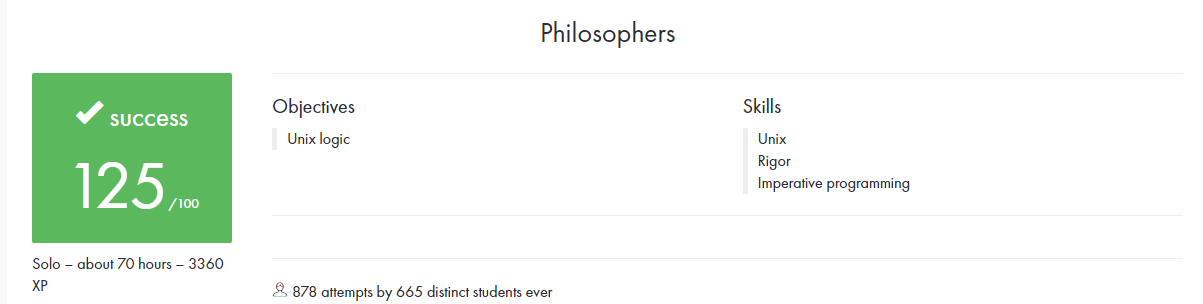 Philosophers
success
125 /100
Solo – about 70 hours – 3360
XP
Objectives
Unix logic
Skills
Unix
Rigor
Imperative programming
878 attempts by 665 distinct students ever